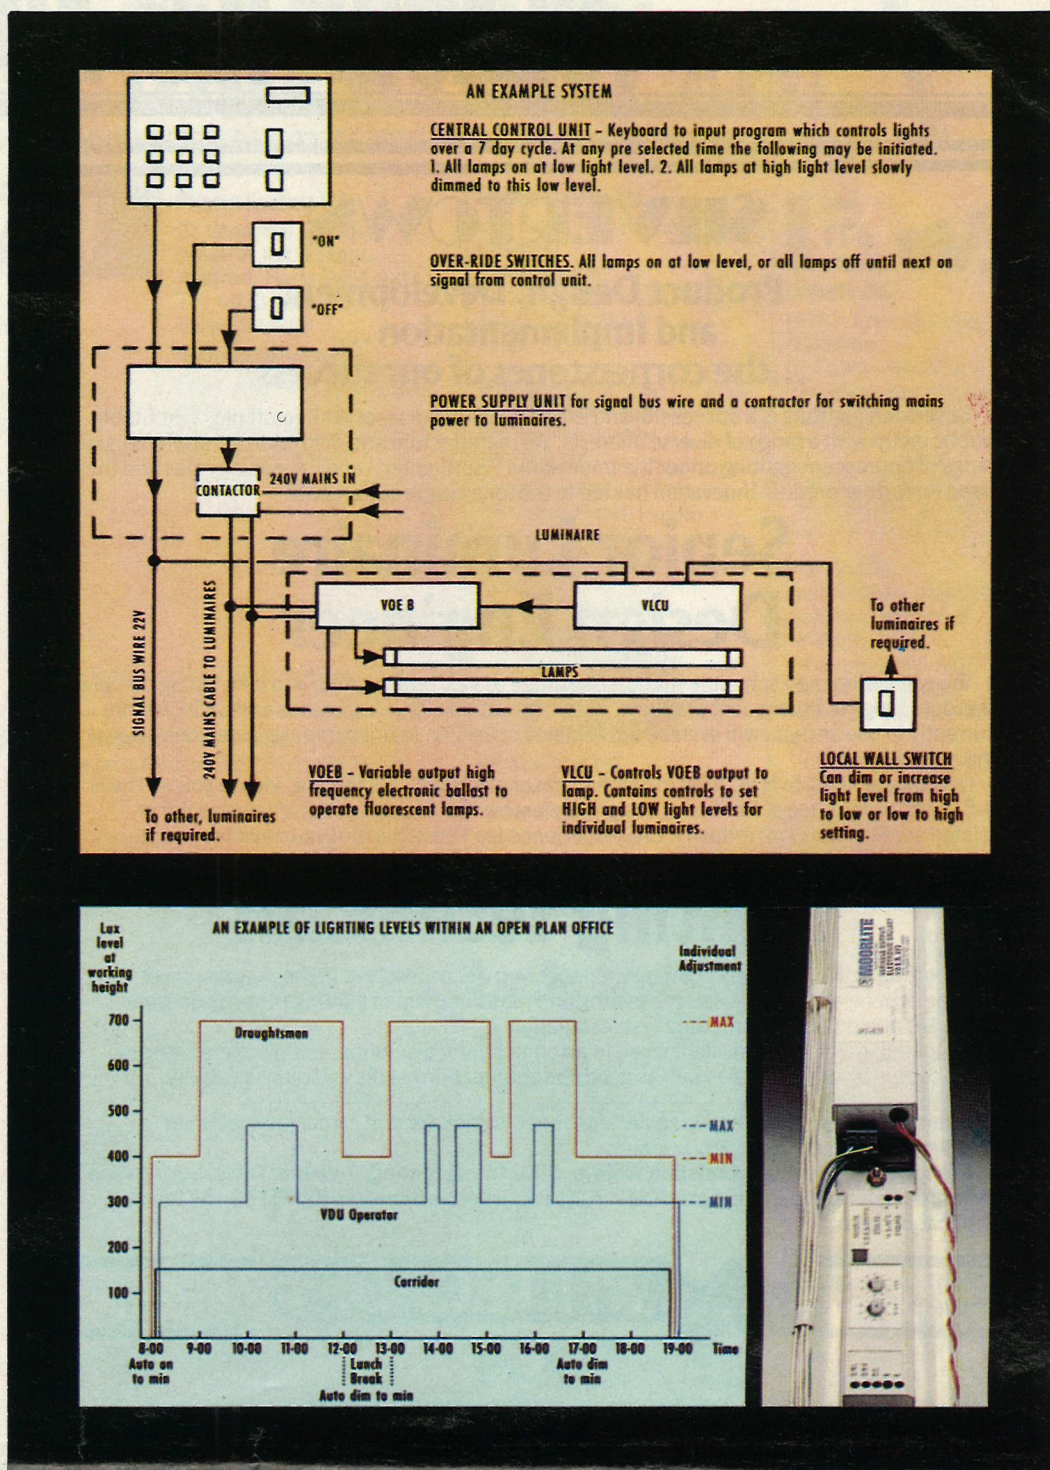 AN EXAMPLE SYSTEM
CENTRAL CONTROL UNIT - Keyboard to input program which controls lights
over a 7 day cycle. At any pre selected time the following may be initiated.
1. All lamps on at low light level. 2. All lamps at high light level slowly
dimmed to this low level.
"ON"
OVER-RIDE SWITCHES. All lamps on at low level, or all lamps off until next on
signal from control unit.
"OFF"
POWER SUPPLY UNIT for signal bus wire and a contractor for switching mains
power to luminaires.
CONTACTOR
240V MAINS IN
LUMINAIRE
VOE B
VLCU
LAMPS
SIGNAL BUS WIRE 22V
240V MAINS CABLE TO LUMINAIRES
To other
luminaires if
required.
To other, luminaires
if required.
VOEB - Variable output high
frequency electronic ballast to
operate fluorescent lamps.
VLCU - Controls VOEB output to
lamp. Contains controls to set
HIGH and LOW light levels for
individual luminaires.
LOCAL WALL SWITCH
Can dim or increase
light level from high
to low or low to high
setting.
AN EXAMPLE OF LIGHTING LEVELS WITHIN AN OPEN PLAN OFFICE
Lux
level
at
working
height
Individual
Adjustment
700
600
500
400
300
200
100
Draughtsman
VDU Operator
Corridor
MAX
MAX
MIN
MIN
8-00 9-00 10-00 11-00 12-00 13-00 14-00 15-00 16-00 17-00 18-00 19-00 Time
Auto on
to min
Lunch
Break
Auto dim to min
Auto dim
to min
MOORLITE
VARIABLE OUTPUT
ELECTRONIC BALLAST